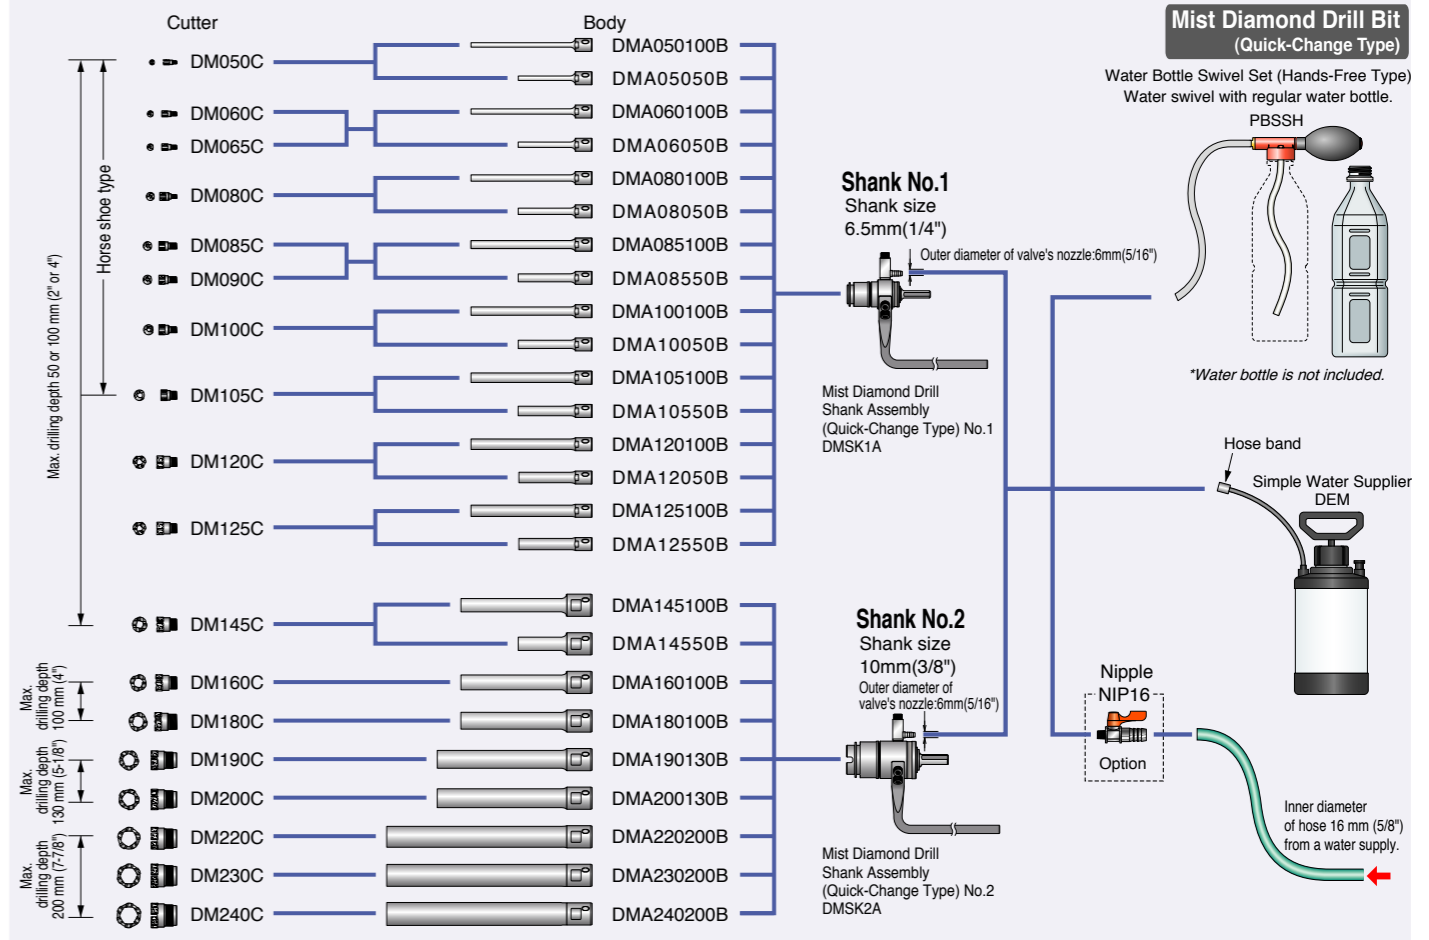 Cutter
Body
Mist Diamond Drill Bit
(Quick-Change Type)
Water Bottle Swivel Set (Hands-Free Type)
Water swivel with regular water bottle.
PBSSH
*Water bottle is not included.
Max. drilling depth 50 or 100 mm (2" or 4")
Horse shoe type
DM050C
DM060C
DM065C
DM080C
DM085C
DM090C
DM100C
DM105C
DM120C
DM125C
DM145C
DM160C
DM180C
DM190C
DM200C
DM220C
DM230C
DM240C
Max.
drilling depth
100 mm (4")
Max.
drilling depth
130 mm (5-1/8")
Max.
drilling depth
200 mm (7-7/8")
DMA050100B
DMA05050B
DMA060100B
DMA06050B
DMA080100B
DMA08050B
DMA085100B
DMA08550B
DMA100100B
DMA10050B
DMA105100B
DMA10550B
DMA120100B
DMA12050B
DMA125100B
DMA12550B
DMA145100B
DMA14550B
DMA160100B
DMA180100B
DMA190130B
DMA200130B
DMA220200B
DMA230200B
DMA240200B
Shank No.1
Shank size
6.5mm(1/4")
Outer diameter of valve's nozzle:6mm(5/16")
Mist Diamond Drill
Shank Assembly
(Quick-Change Type) No.1
DMSK1A
Shank No.2
Shank size
10mm(3/8")
Outer diameter of
valve's nozzle:6mm(5/16")
Mist Diamond Drill
Shank Assembly
(Quick-Change Type) No.2
DMSK2A
Hose band
Simple Water Supplier
DEM
Nipple
NIP16
Option
Inner diameter
of hose 16 mm (5/8")
from a water supply.